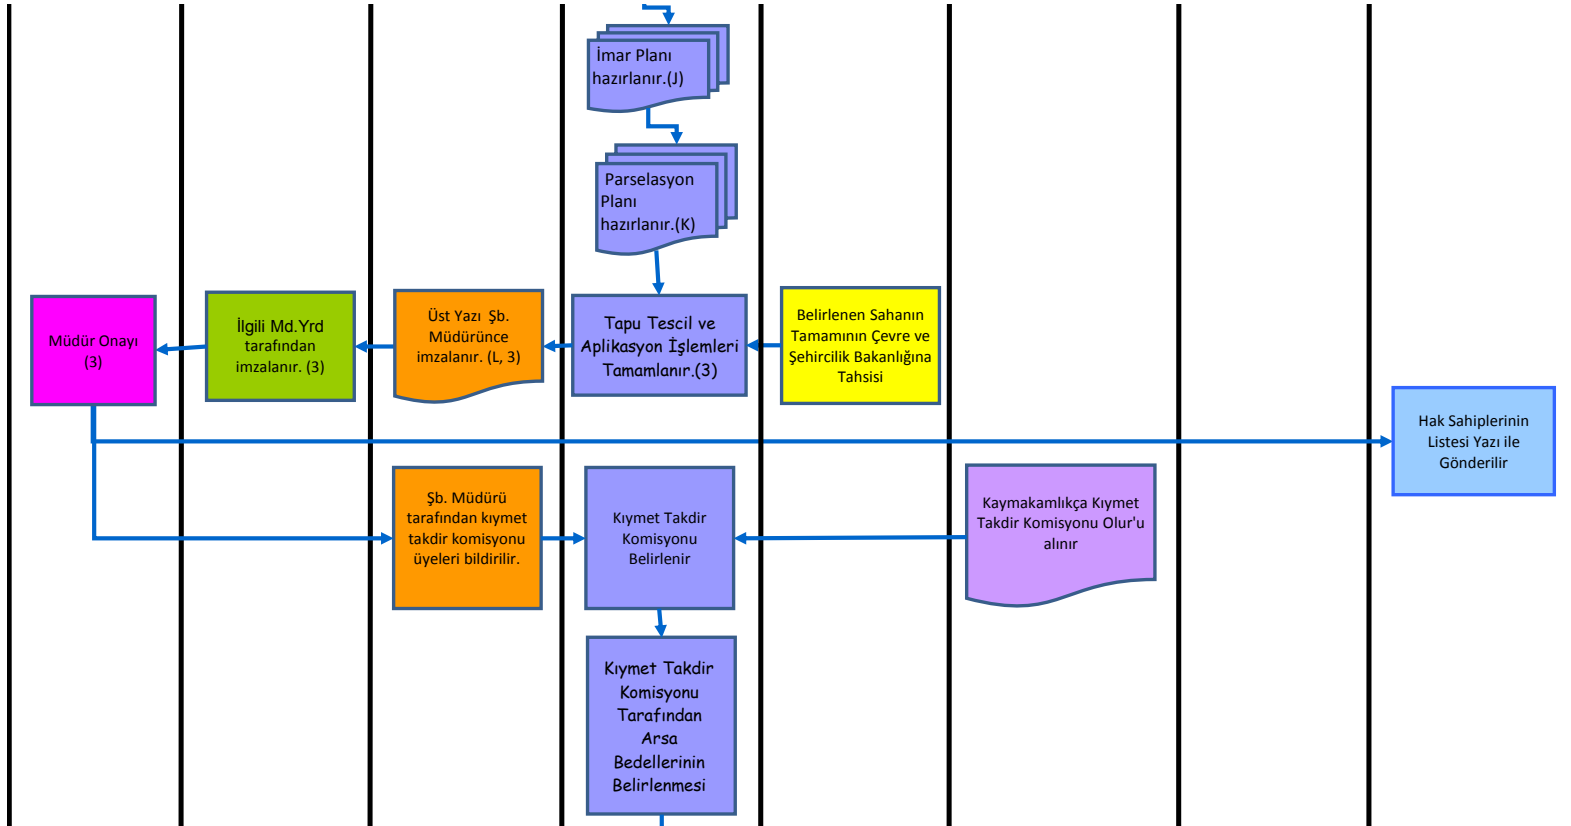 İmar Planı
hazırlanır.(J)
Parselasyon
Planı
hazırlanır.(K)
Müdür Onayı
(3)
İlgili Md.Yrd
tarafından
imzalanır. (3)
Üst Yazı Şb.
Müdürünce
imzalanır. (L, 3)
Tapu Tescil ve
Aplikasyon İşlemleri
Tamamlanır.(3)
Belirlenen Sahanın
Tamamının Çevre ve
Şehircilik Bakanlığına
Tahsisi
Hak Sahiplerinin
Listesi Yazı ile
Gönderilir
Şb. Müdürü
tarafından kıymet
takdir komisyonu
üyeleri bildirilir.
Kıymet Takdir
Komisyonu
Belirlenir
Kaymakamlıkça Kıymet
Takdir Komisyonu Olur'u
alınır
Kıymet Takdir
Komisyonu
Tarafından
Arsa
Bedellerinin
Belirlenmesi